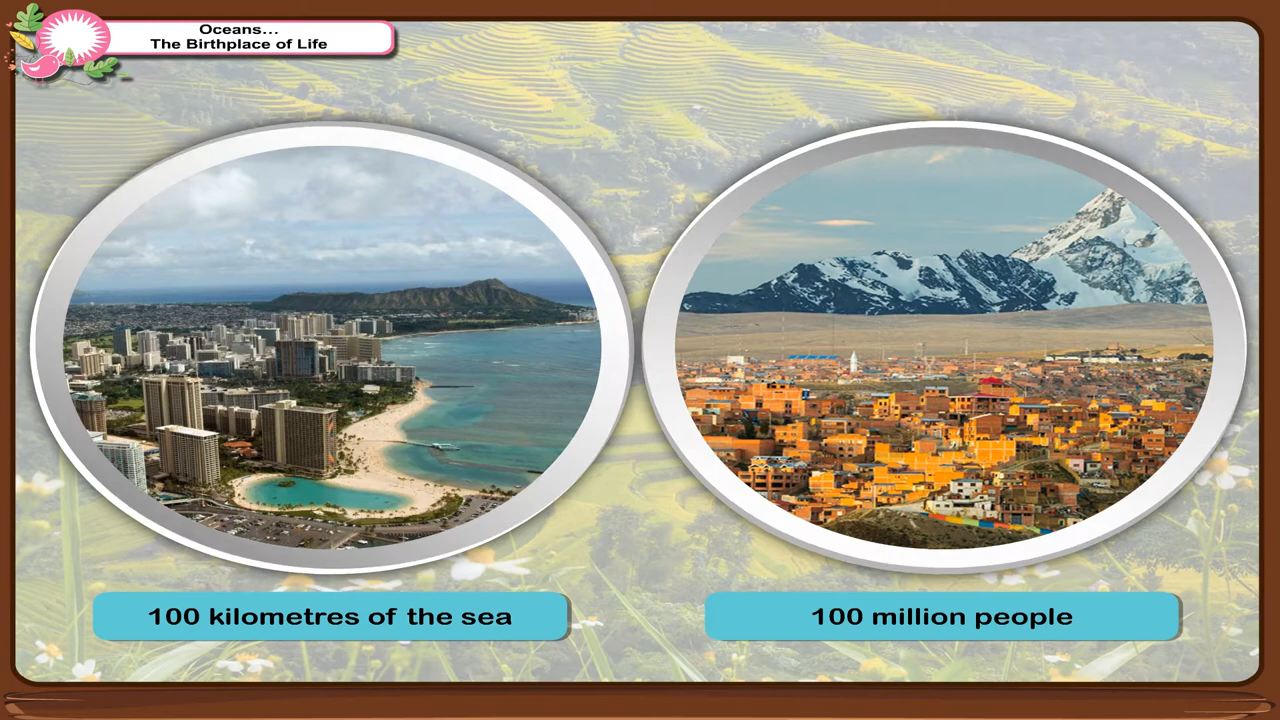 Oceans...
The Birthplace of Life
100 kilometres of the sea
100 million people